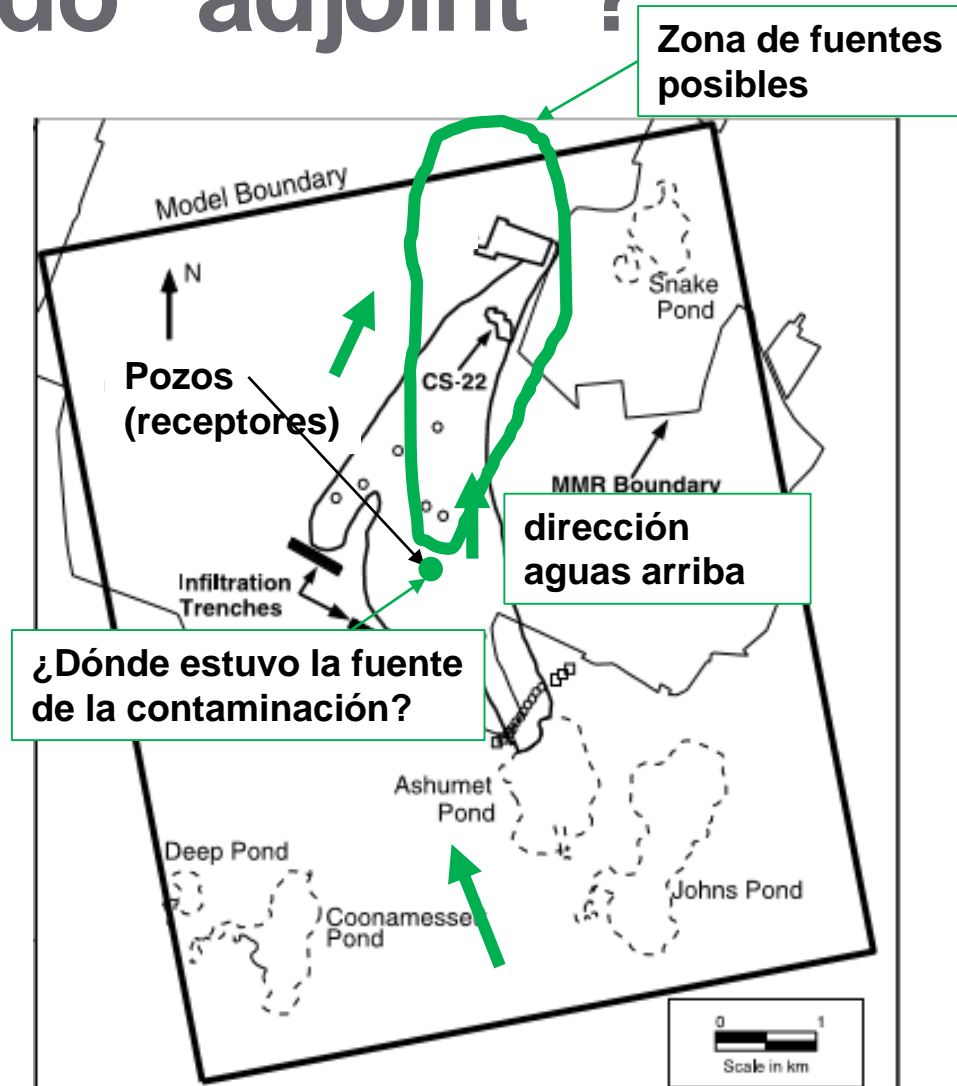 do "adjoint"?
Zona de fuentes
posibles
Model Boundary
N
Snake
Pond
Pozos
(receptores)
CS-22
MMR Boundary
dirección
aguas arriba
Infiltration
Trenches
¿Dónde estuvo la fuente
de la contaminación?
Ashumet
Pond
Deep Pond
Johns Pond
Coonamesse
Pond
0 1
Scale in km